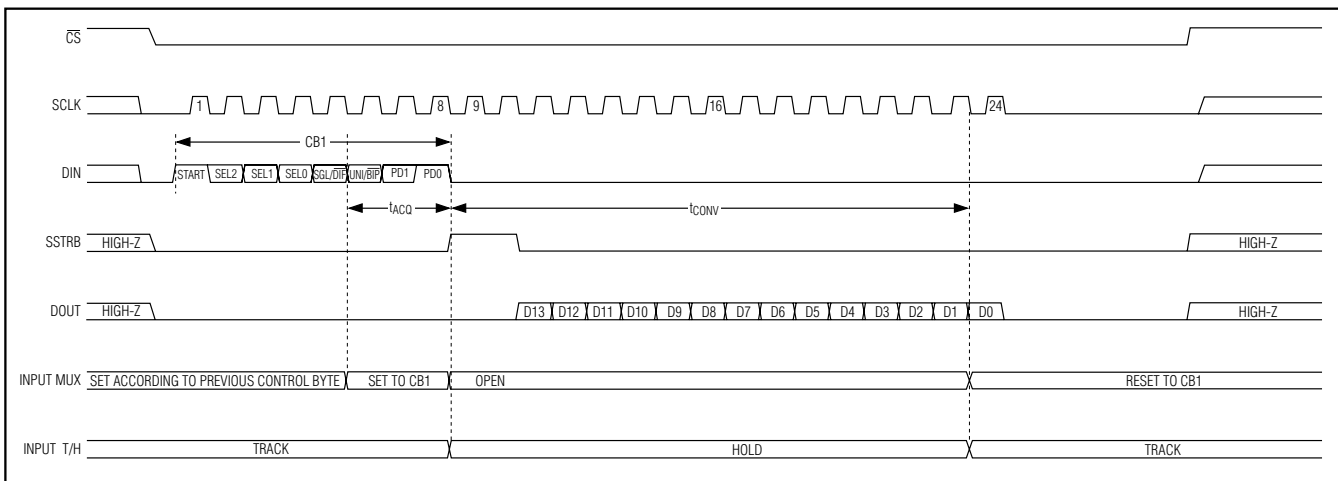 CS
SCLK 1 8 9 16 24
CB1
DIN START SEL2 SEL1 SEL0 SGL/DIF UNI/BIP PD1 PD0
tACQ tCONV
SSTRB HIGH-Z HIGH-Z
DOUT HIGH-Z D13 D12 D11 D10 D9 D8 D7 D6 D5 D4 D3 D2 D1 D0 HIGH-Z
INPUT MUX SET ACCORDING TO PREVIOUS CONTROL BYTE SET TO CB1 OPEN RESET TO CB1
INPUT T/H TRACK HOLD TRACK